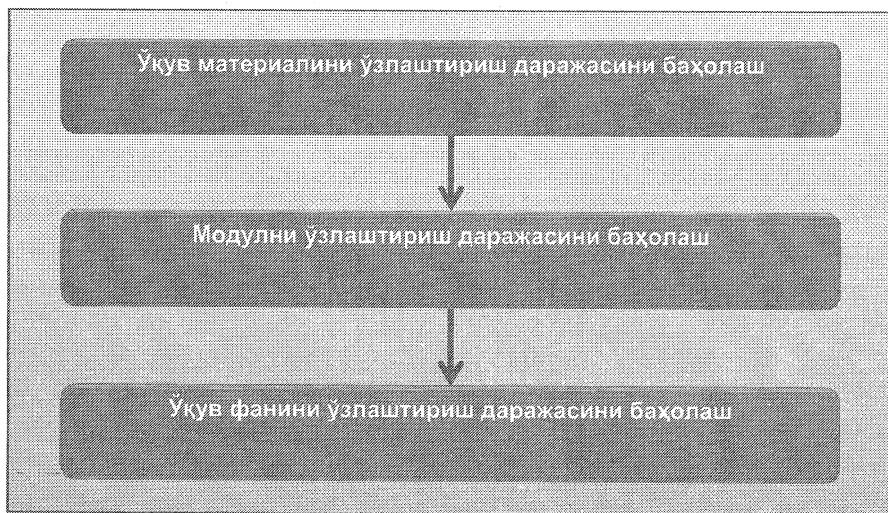 Ўқув материалини ўзлаштириш даражасини баҳолаш
Модулни ўзлаштириш даражасини баҳолаш
Ўқув фанини ўзлаштириш даражасини баҳолаш